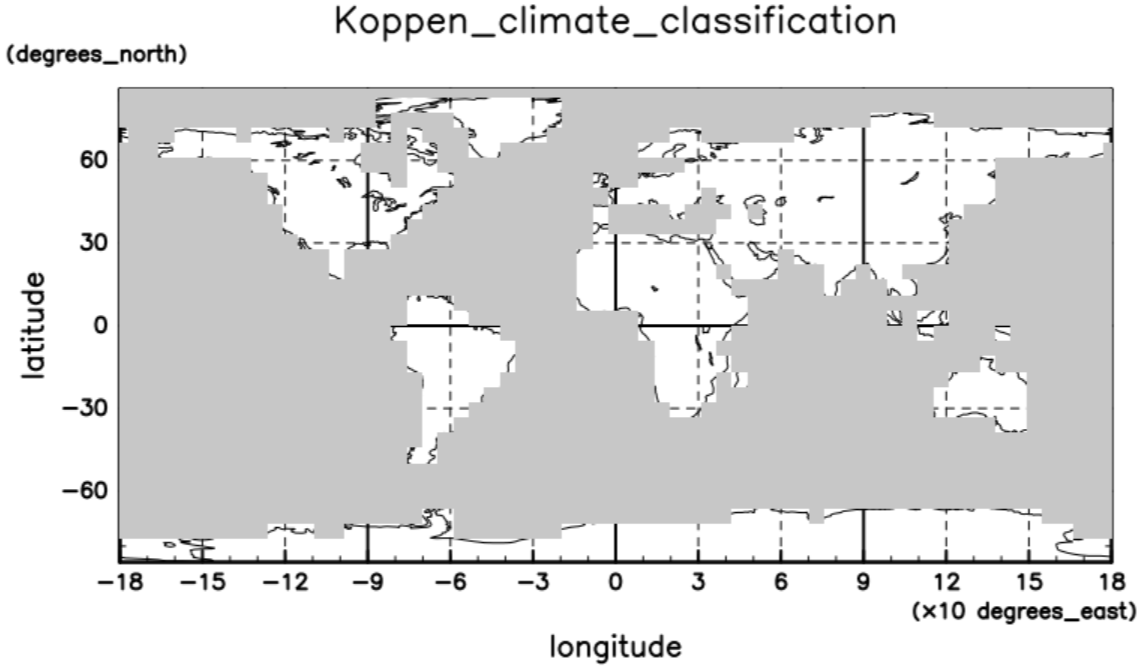 Koppen_climate_classification
(degrees_north)
latitude
60
30
0
−30
−60
−18 −15 −12 −9 −6 −3 0 3 6 9 12 15 18
(×10 degrees_east)
longitude